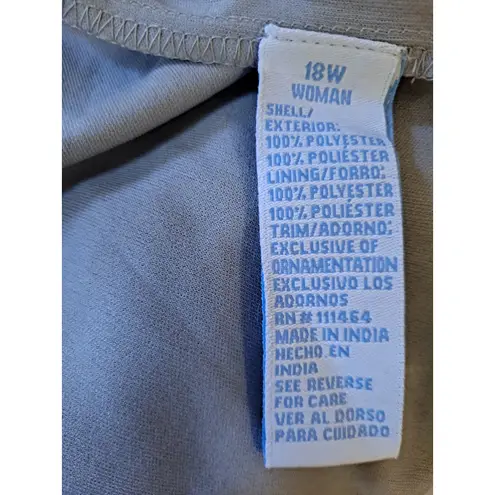 18W
WOMAN
SHELL/
EXTERIOR:
100% POLYESTER
100% POLIÉSTER
LINING/FORRO:
100% POLYESTER
100% POLIÉSTER
TRIM/ADORNO:
EXCLUSIVE OF
ORNAMENTATION
EXCLUSIVO LOS
ADORNOS
RN # 111464
MADE IN INDIA
HECHO EN
INDIA
SEE REVERSE
FOR CARE
VER AL DORSO
PARA CUIDADO